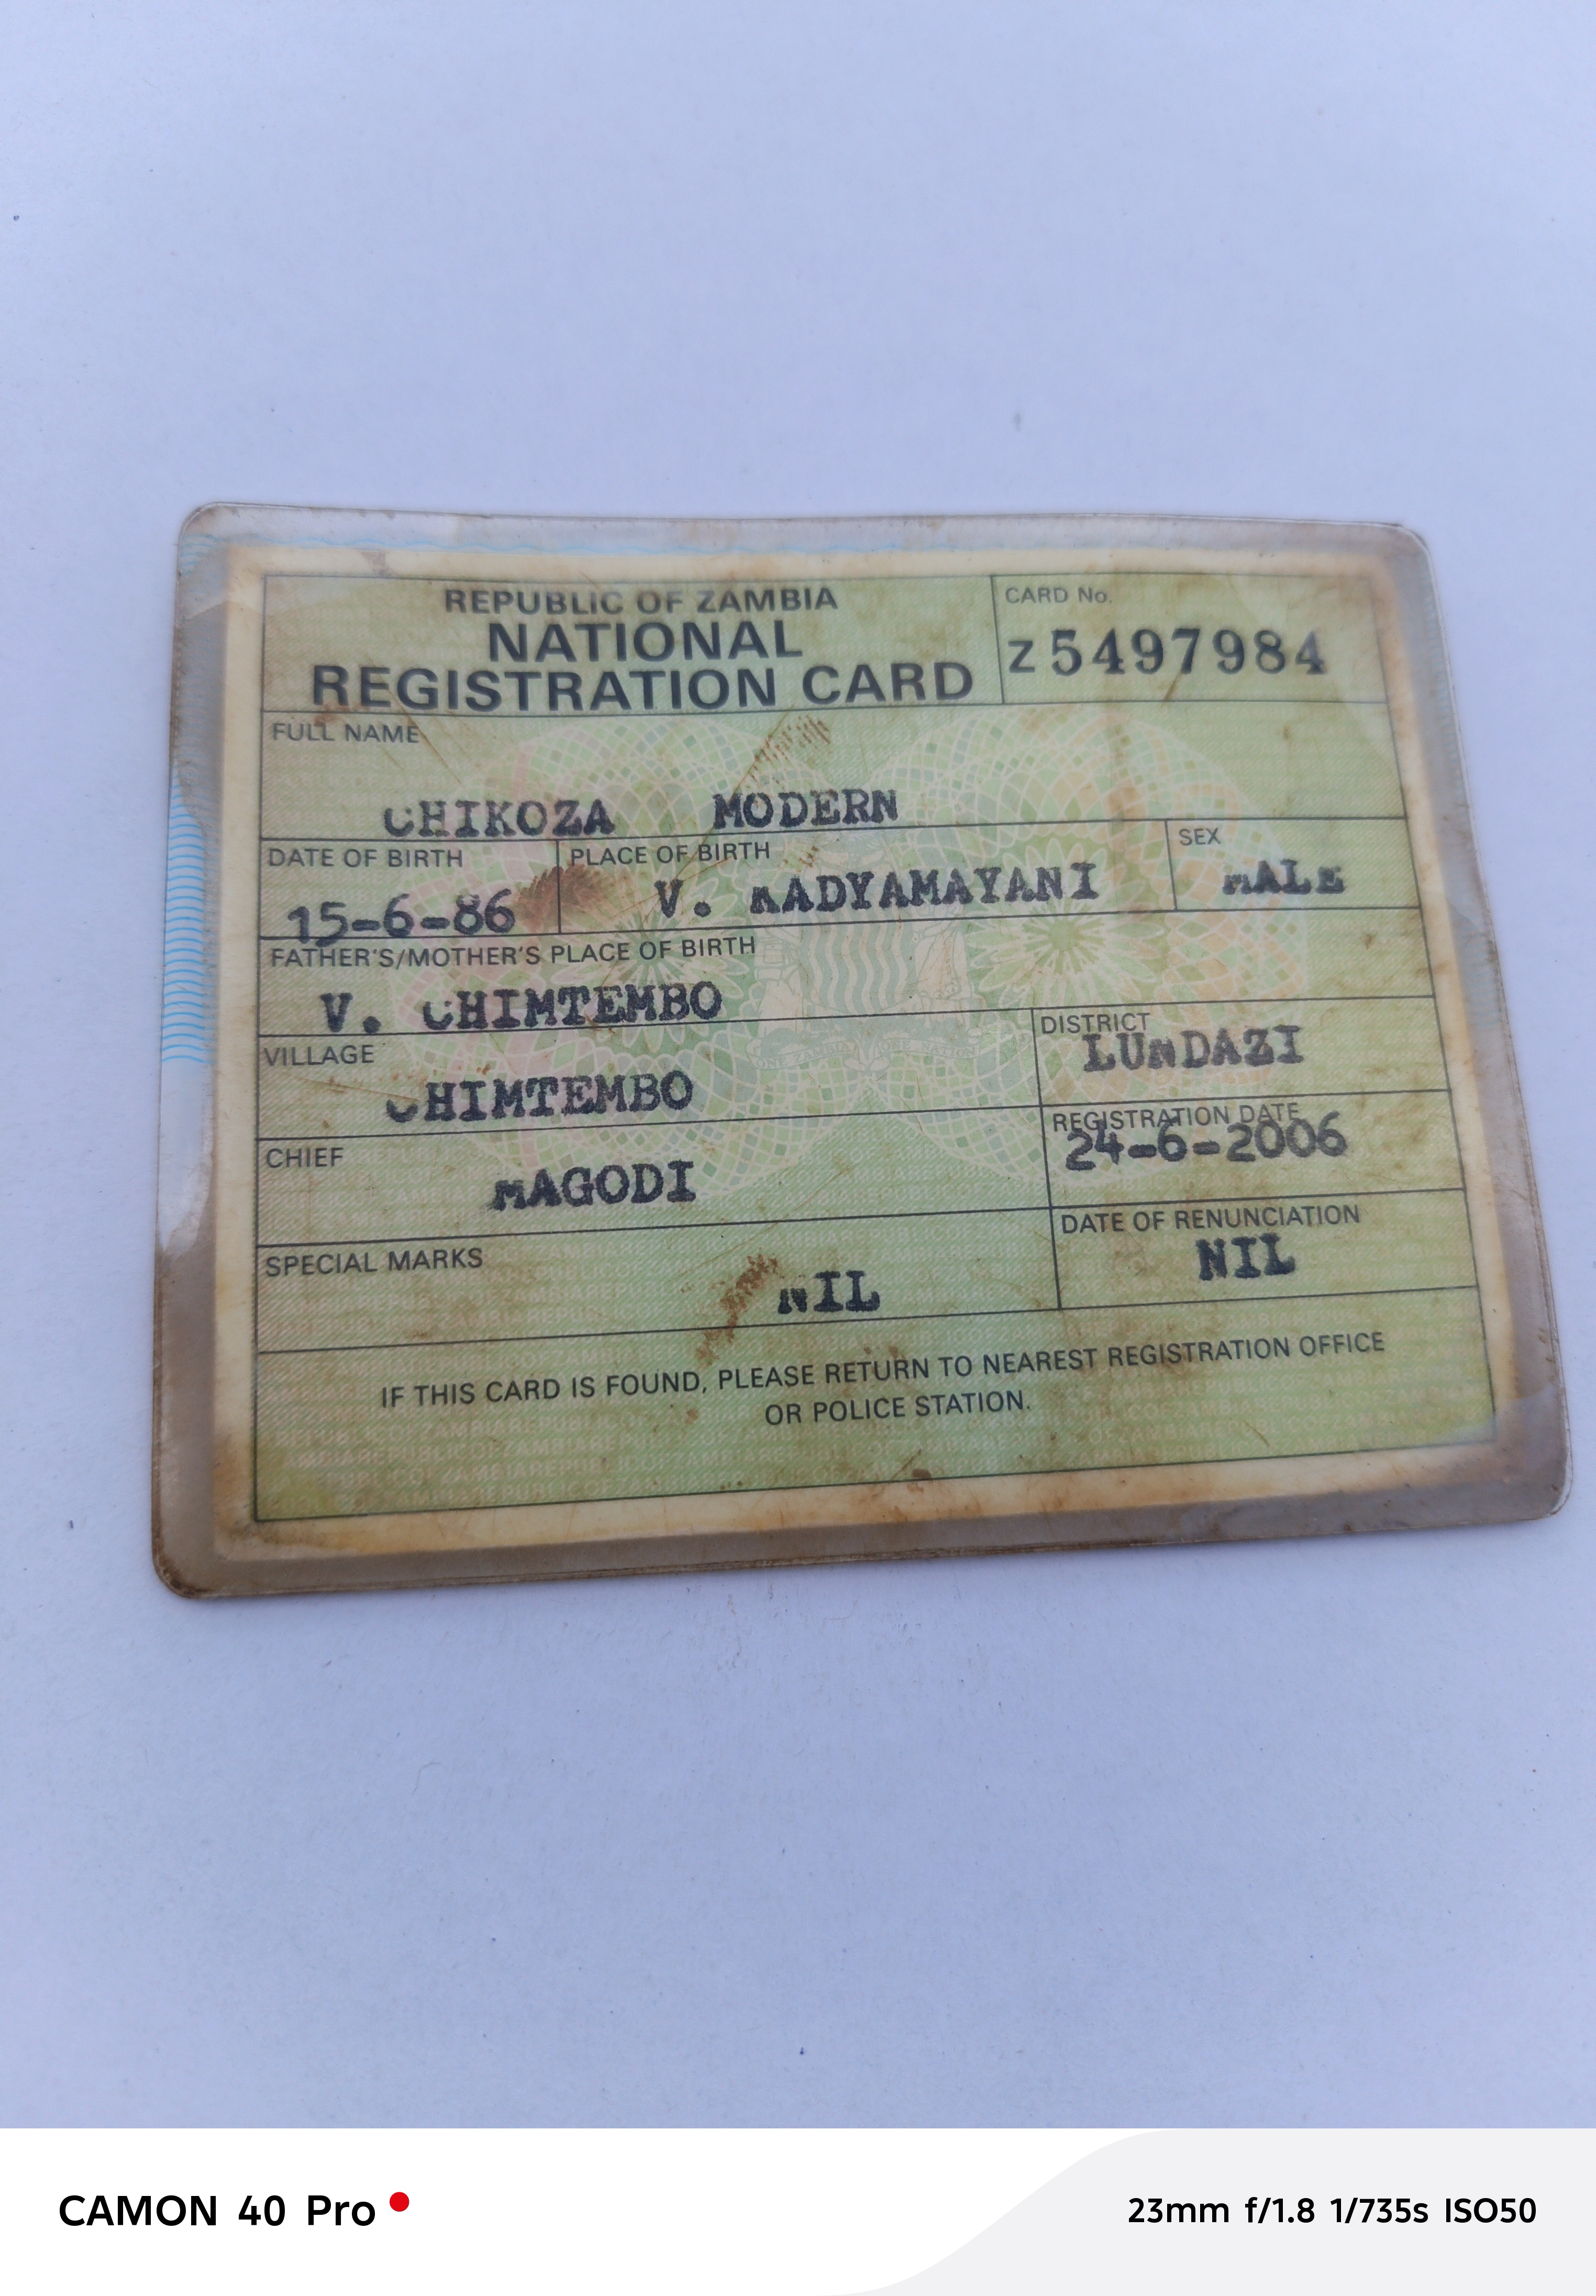 REPUBLIC OF ZAMBIA
NATIONAL
REGISTRATION CARD
CARD No.
Z5497984
FULL NAME
CHIKOZA MODERN
DATE OF BIRTH
15-6-86
PLACE OF BIRTH
V. KADYAMAYANI
SEX
MALE
FATHER'S/MOTHER'S PLACE OF BIRTH
V. CHIMTEMBO
VILLAGE
CHIMTEMBO
DISTRICT
LUNDAZI
CHIEF
MAGODI
REGISTRATION DATE
24-6-2006
SPECIAL MARKS
NIL
DATE OF RENUNCIATION
NIL
IF THIS CARD IS FOUND, PLEASE RETURN TO NEAREST REGISTRATION OFFICE
OR POLICE STATION.
CAMON 40 Pro
23mm f/1.8 1/735s ISO50